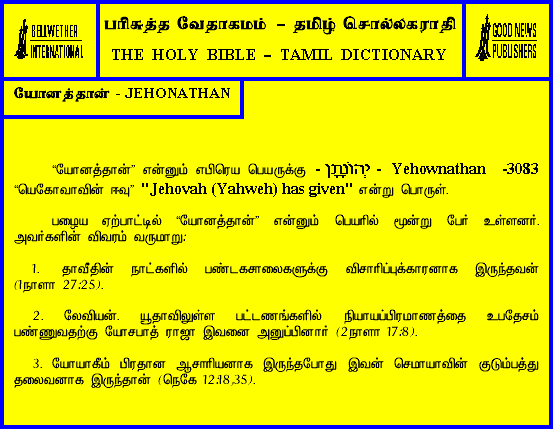 BELLWETHER
INTERNATIONAL
பரிசுத்த வேதாகமம் – தமிழ் சொல்லகராதி
THE HOLY BIBLE – TAMIL DICTIONARY
GOOD NEWS
PUBLISHERS
யோனத்தான் - JEHONATHAN
“யோனத்தான்” என்னும் எபிரெய பெயருக்கு - יְהוֹנָתָן - Yehownathan -3083
“யெகோவாவின் ஈவு” "Jehovah (Yahweh) has given" என்று பொருள்.
பழைய ஏற்பாட்டில் “யோனத்தான்” என்னும் பெயரில் மூன்று பேர் உள்ளனர்.
அவர்களின் விவரம் வருமாறு:
1. தாவீதின் நாட்களில் பண்டகசாலைகளுக்கு விசாரிப்புக்காரனாக இருந்தவன்
(1நாளா 27:25).
2. லேவியன். யூதாவிலுள்ள பட்டணங்களில் நியாயப்பிரமாணத்தை உபதேசம்
பண்ணுவதற்கு யோசபாத் ராஜா இவனை அனுப்பினார் (2நாளா 17:8).
3. யோயாகீம் பிரதான ஆசாரியனாக இருந்தபோது இவன் செமாயாவின் குடும்பத்து
தலைவனாக இருந்தான் (நெகே 12:18,35).